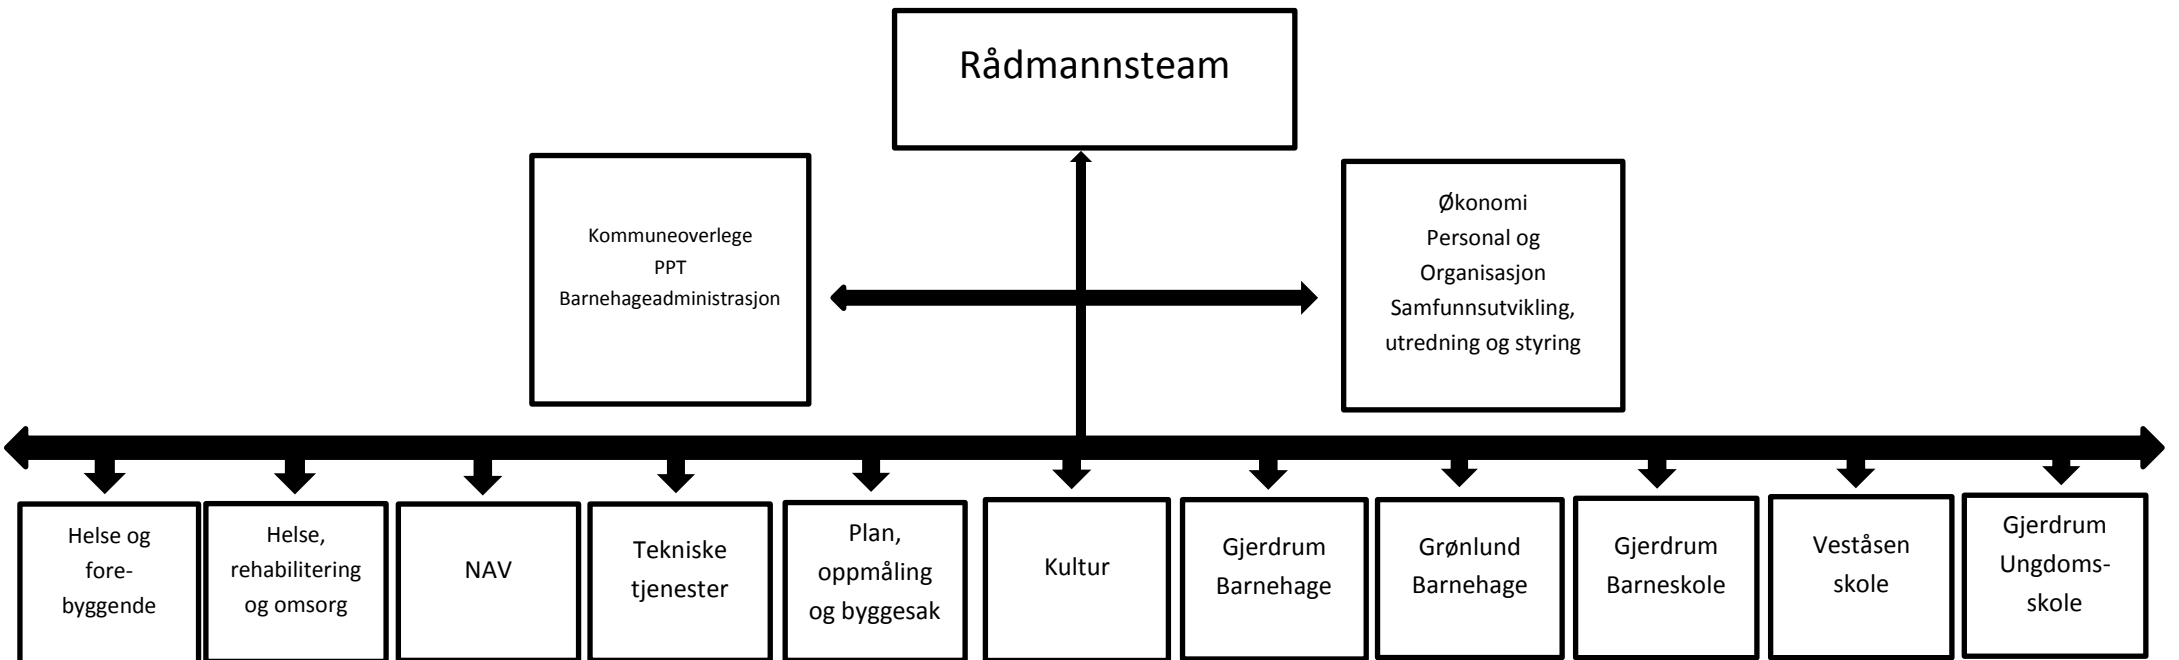 Rådmannsteam
Kommuneoverlege
PPT
Barnehageadministrasjon
Økonomi
Personal og
Organisasjon
Samfunnsutvikling,
utredning og styring
Helse og
fore-
byggende
Helse,
rehabilitering
og omsorg
NAV
Tekniske
tjenester
Plan,
oppmåling
og byggesak
Kultur
Gjerdrum
Barnehage
Grønlund
Barnehage
Gjerdrum
Barneskole
Veståsen
skole
Gjerdrum
Ungdoms-
skole